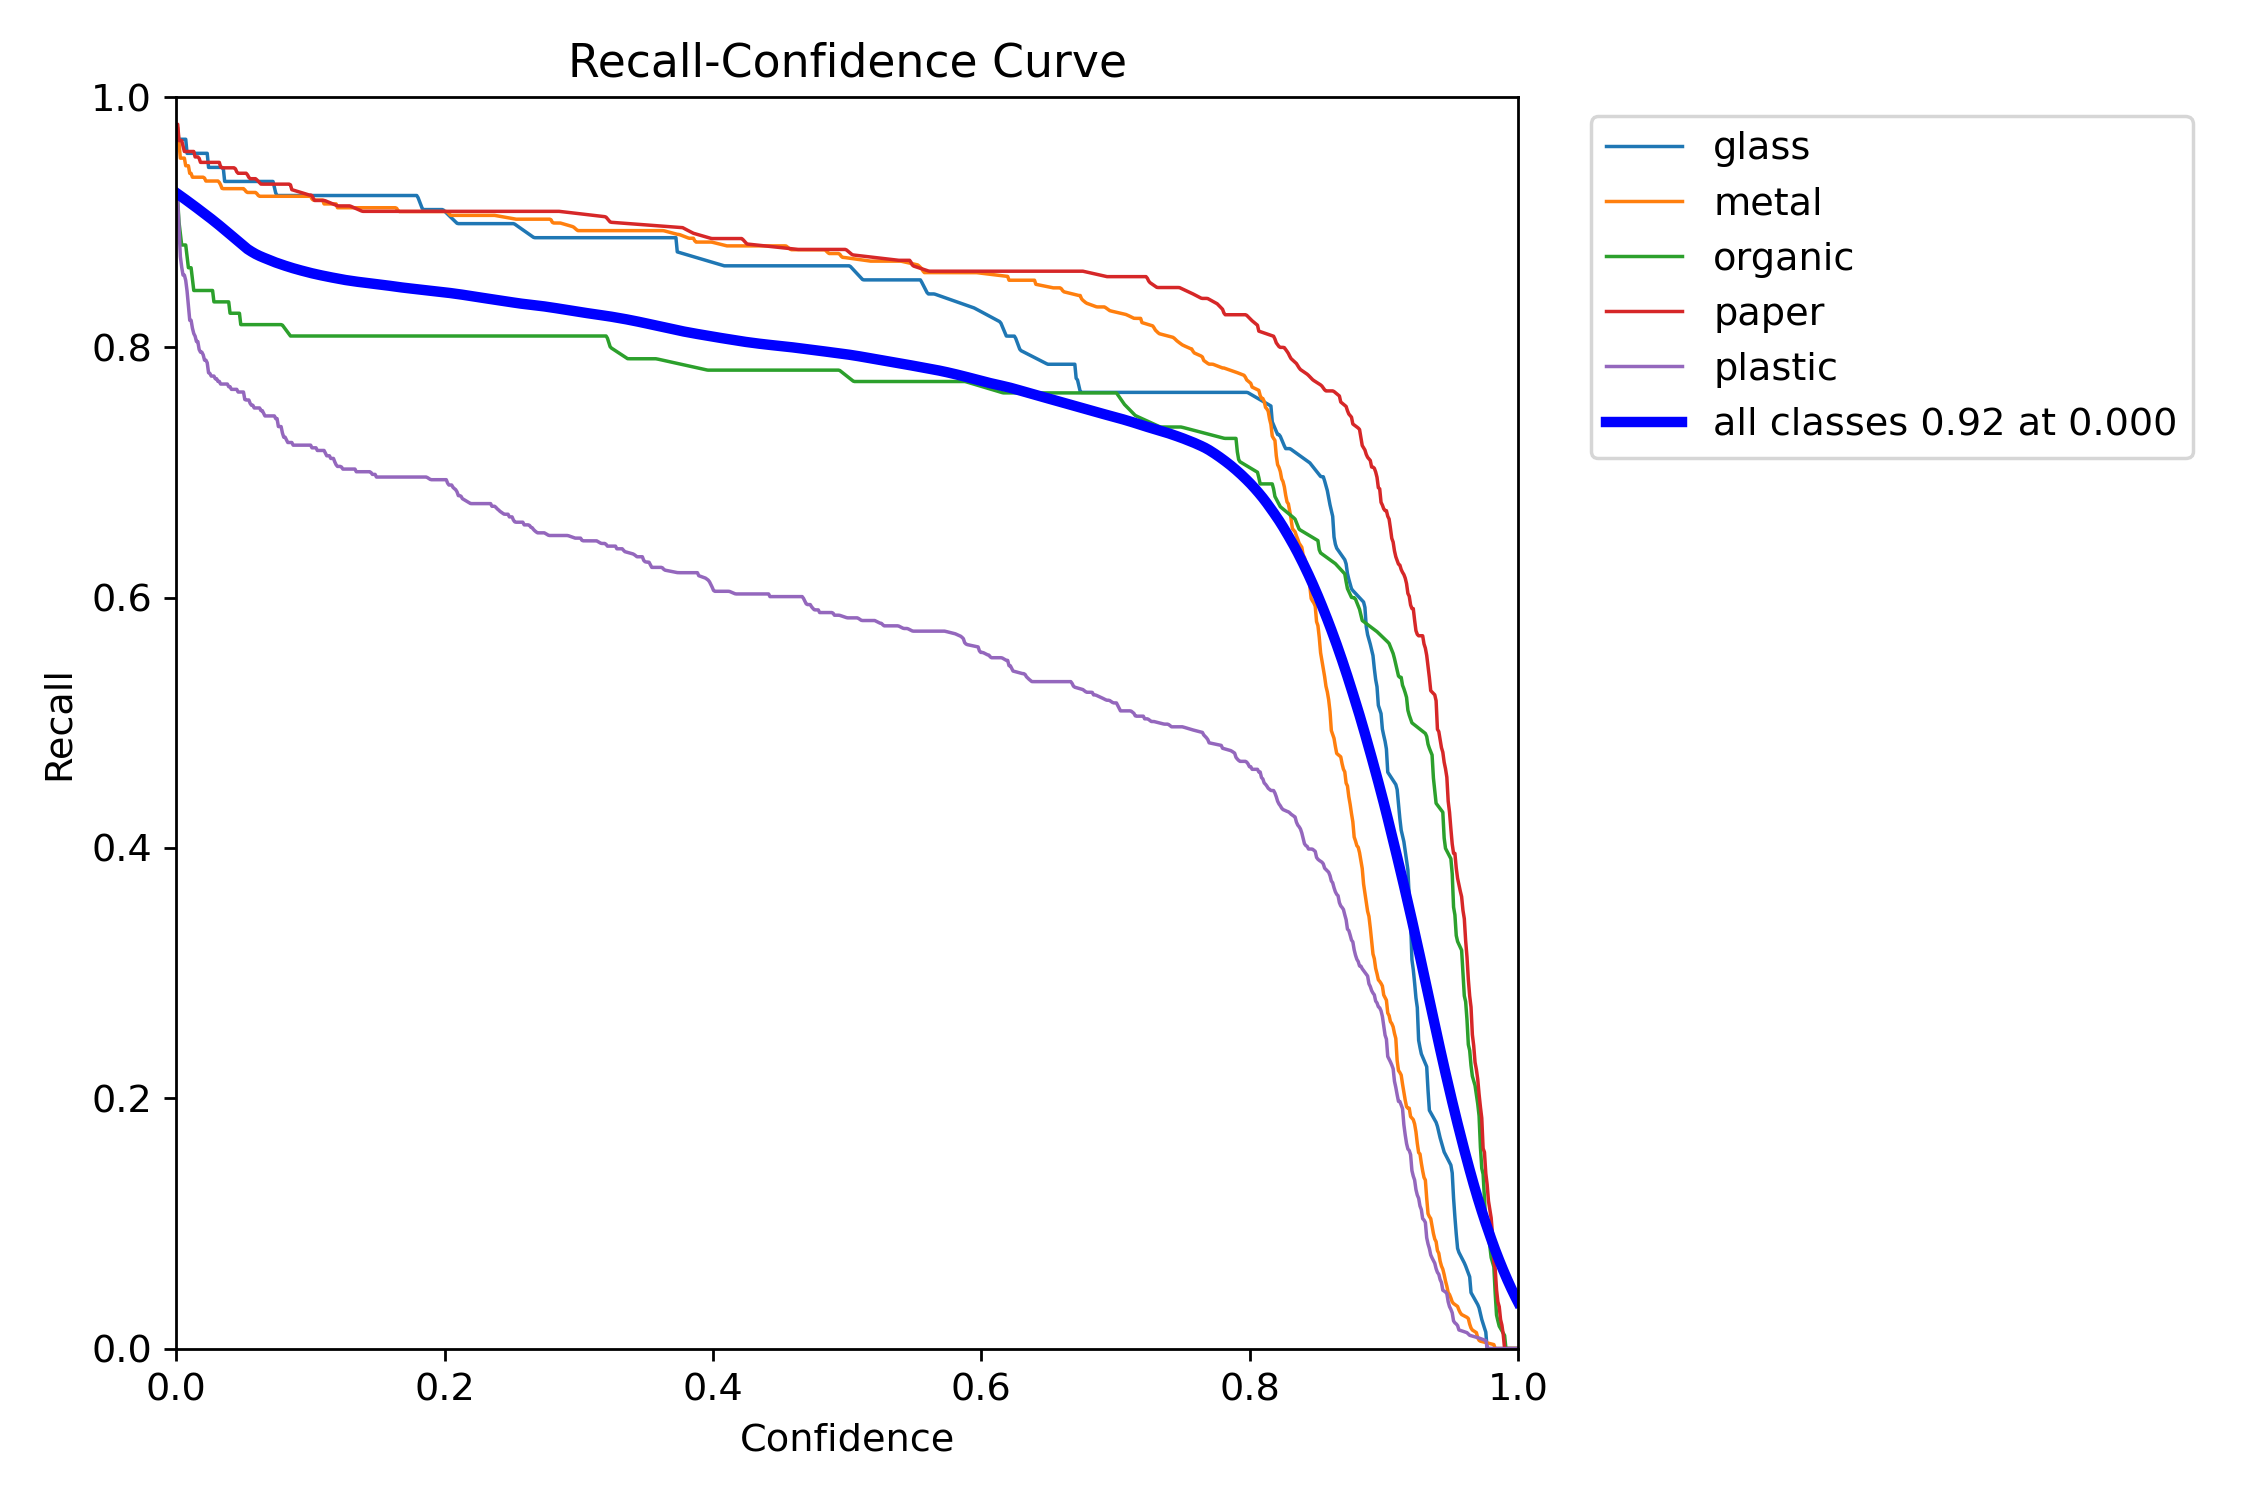 Recall-Confidence Curve
1.0
0.8
0.6
0.4
0.2
0.0
Recall
0.0 0.2 0.4 0.6 0.8 1.0
Confidence
glass
metal
organic
paper
plastic
all classes 0.92 at 0.000